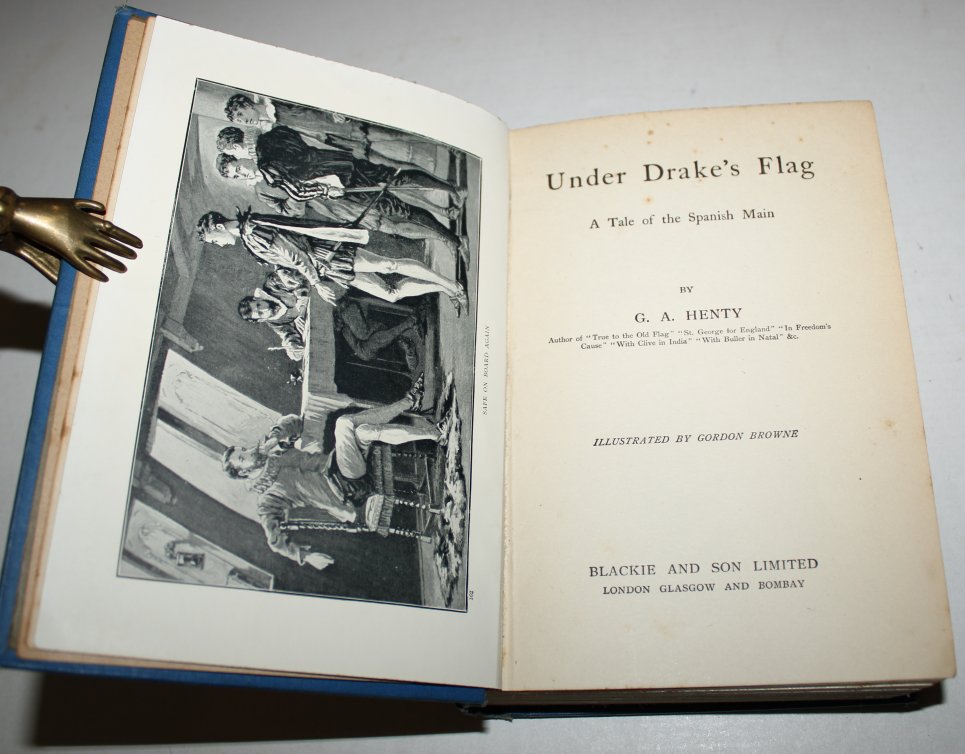 SAFE ON BOARD AGAIN
162
Under Drake's Flag
A Tale of the Spanish Main
BY
G. A. HENTY
Author of "True to the Old Flag" "St. George for England" "In Freedom's
Cause" "With Clive in India" "With Buller in Natal" &c.
ILLUSTRATED BY GORDON BROWNE
BLACKIE AND SON LIMITED
LONDON GLASGOW AND BOMBAY